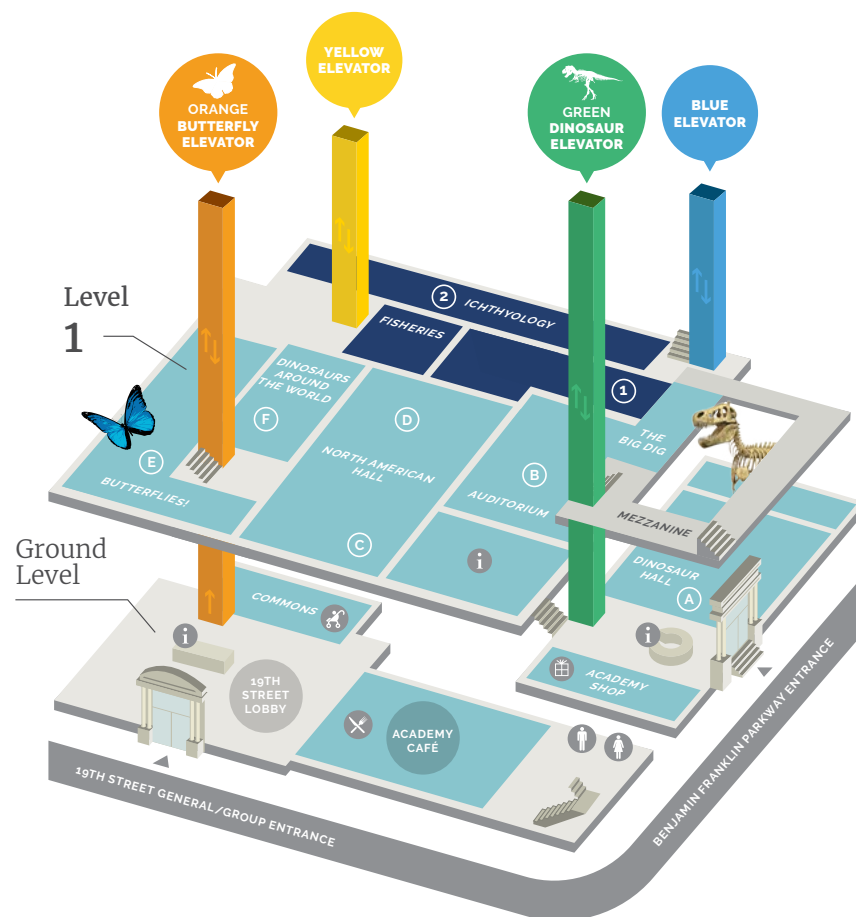 YELLOW
ELEVATOR
ORANGE
BUTTERFLY
ELEVATOR
GREEN
DINOSAUR
ELEVATOR
BLUE
ELEVATOR
Level
1
2
ICHTHYOLOGY
FISHERIES
1
DINOSAURS
AROUND
THE WORLD
F
D
THE
BIG DIG
E
NORTH AMERICAN
HALL
B
AUDITORIUM
BUTTERFLIES!
MEZZANINE
C
i
Ground
Level
DINOSAUR
HALL
A
COMMONS
i
i
ACADEMY
SHOP
19TH
STREET
LOBBY
ACADEMY
CAFÉ
19TH STREET GENERAL/GROUP ENTRANCE
BENJAMIN FRANKLIN PARKWAY ENTRANCE